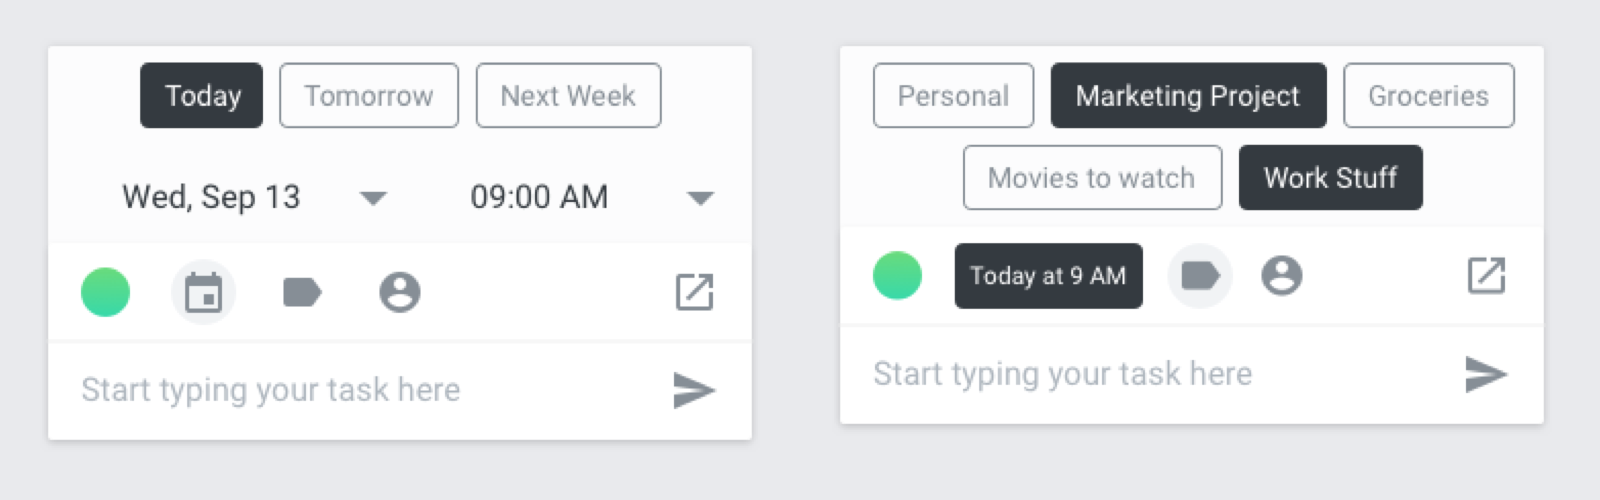 Today Tomorrow Next Week
Wed, Sep 13 09:00 AM
Start typing your task here
Personal Marketing Project Groceries
Movies to watch Work Stuff
Today at 9 AM
Start typing your task here